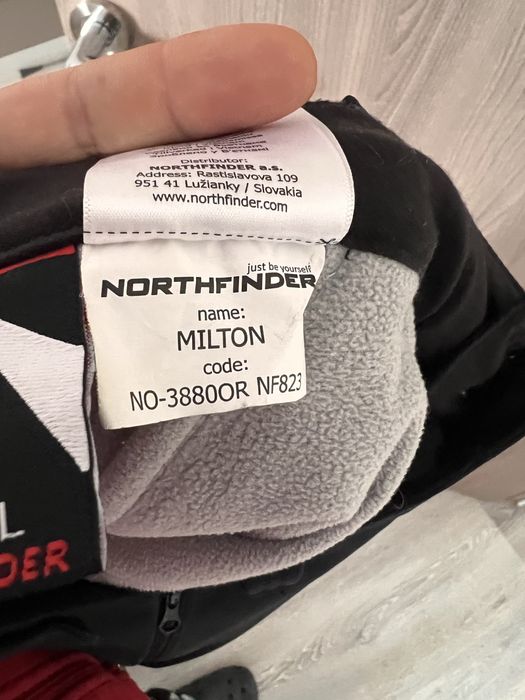 Distributor:
NORTHFINDER a.s.
Address: Rastislavova 109
951 41 Lužianky / Slovakia
www.northfinder.com
just be yourself
NORTHFINDER
name:
MILTON
code:
NO-3880OR NF823
L
DER